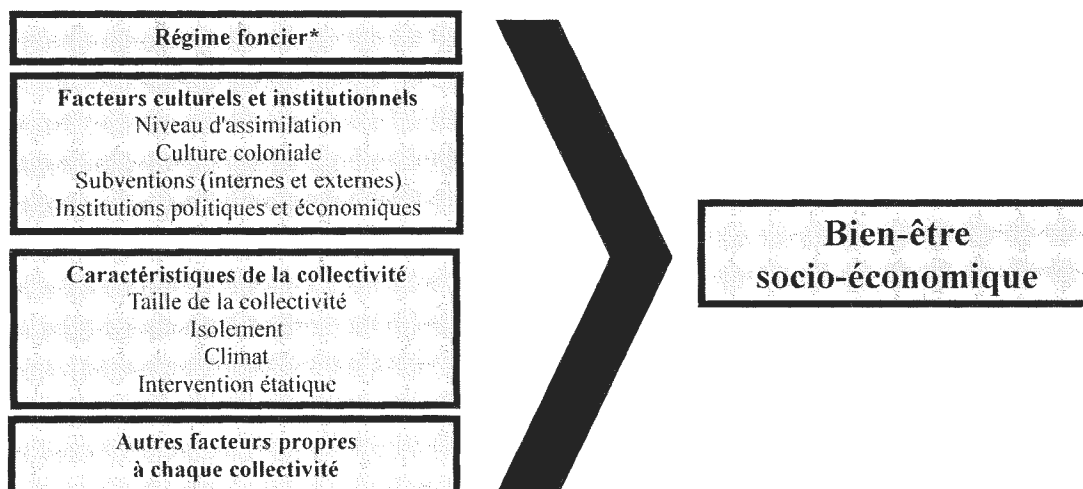 Régime foncier*
Facteurs culturels et institutionnels
Niveau d'assimilation
Culture coloniale
Subventions (internes et externes)
Institutions politiques et économiques
Caractéristiques de la collectivité
Taille de la collectivité
Isolement
Climat
Intervention étatique
Autres facteurs propres
à chaque collectivité
Bien-être
socio-économique